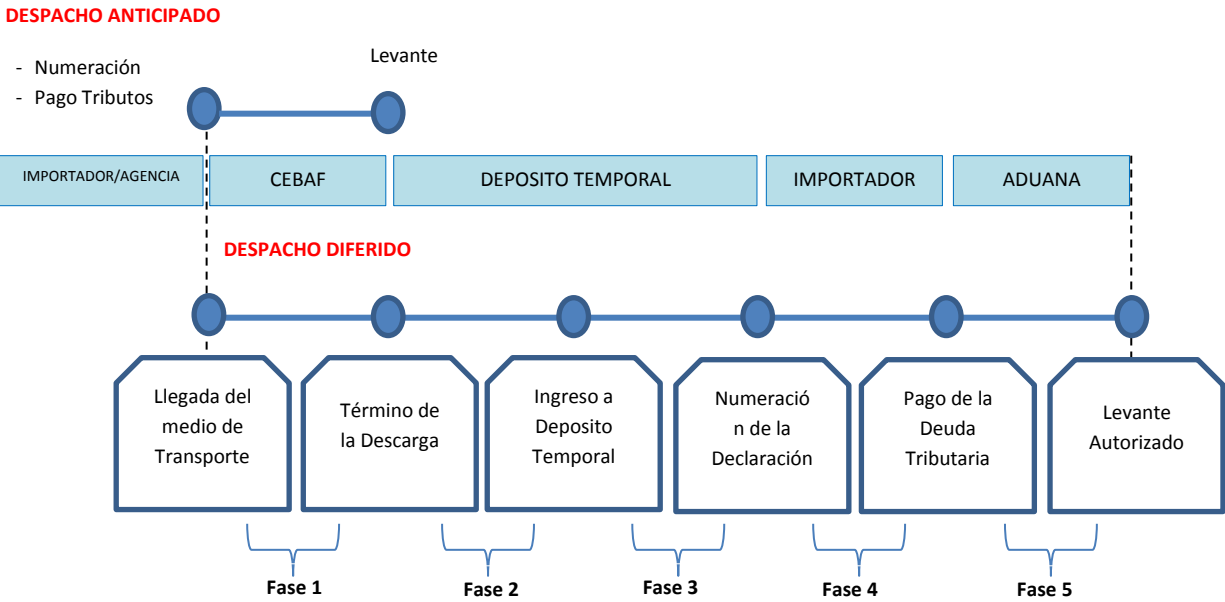 DESPACHO ANTICIPADO
- Numeración
- Pago Tributos
Levante
IMPORTADOR/AGENCIA
CEBAF
DEPOSITO TEMPORAL
IMPORTADOR
ADUANA
DESPACHO DIFERIDO
Llegada del
medio de
Transporte
Término de
la Descarga
Ingreso a
Deposito
Temporal
Numeració
n de la
Declaración
Pago de la
Deuda
Tributaria
Levante
Autorizado
Fase 1
Fase 2
Fase 3
Fase 4
Fase 5